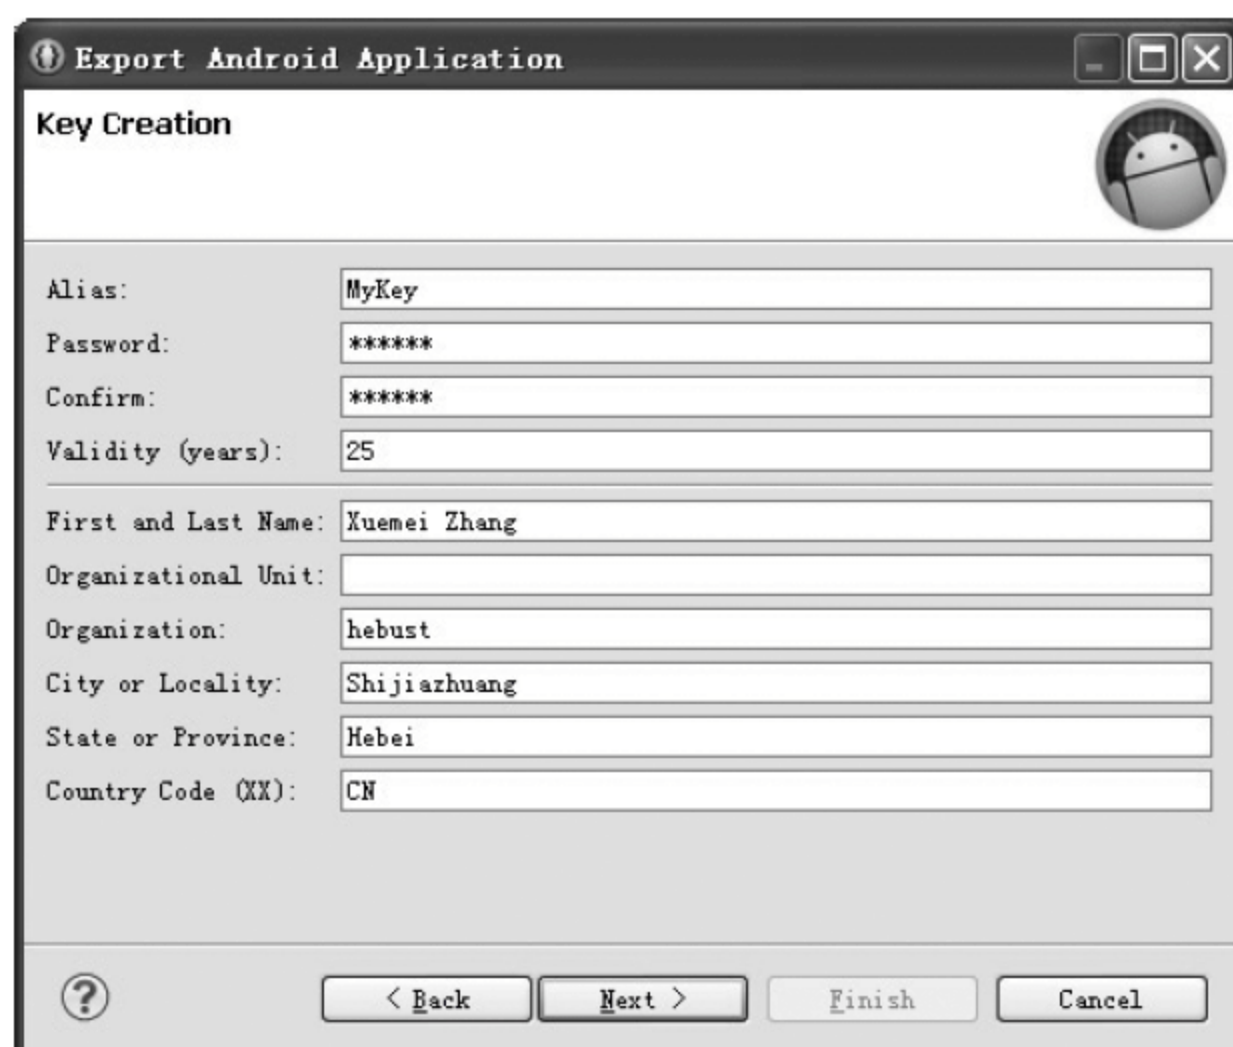 Export Android Application
Key Creation
Alias: MyKey
Password: ******
Confirm: ******
Validity (years): 25
First and Last Name: Xuemei Zhang
Organizational Unit:
Organization: hebust
City or Locality: Shijiazhuang
State or Province: Hebei
Country Code (XX): CN
? < Back Next > Finish Cancel